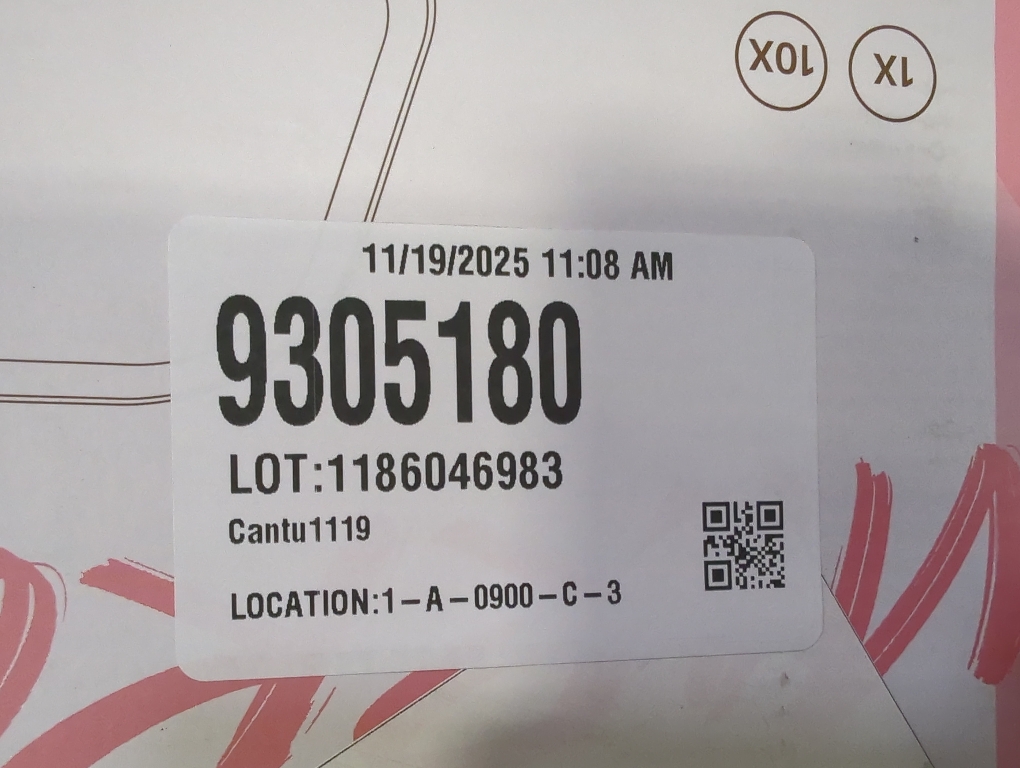 10X 1X
11/19/2025 11:08 AM
9305180
LOT:1186046983
Cantu1119
LOCATION:1-A-0900-C-3